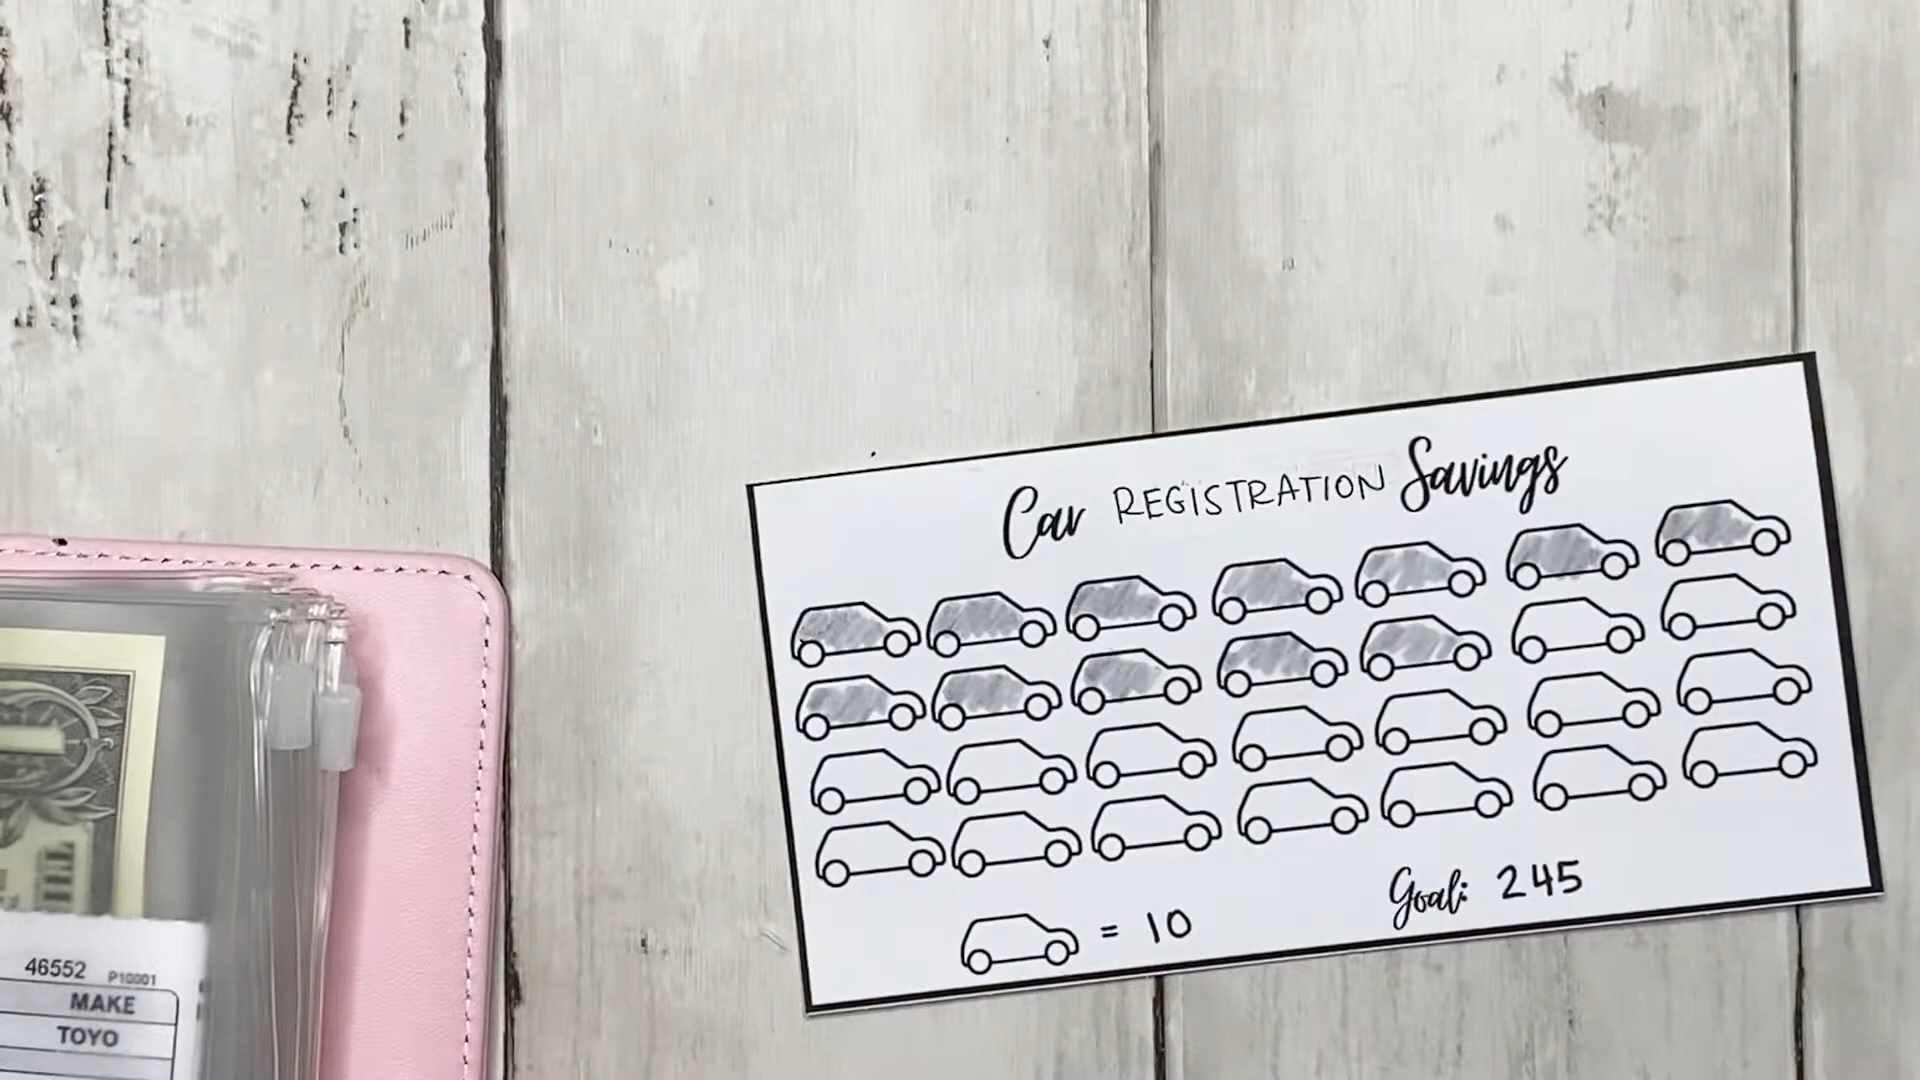 Car REGISTRATION Savings
= 10
Goal: 245
46552 P10001
MAKE
TOYO